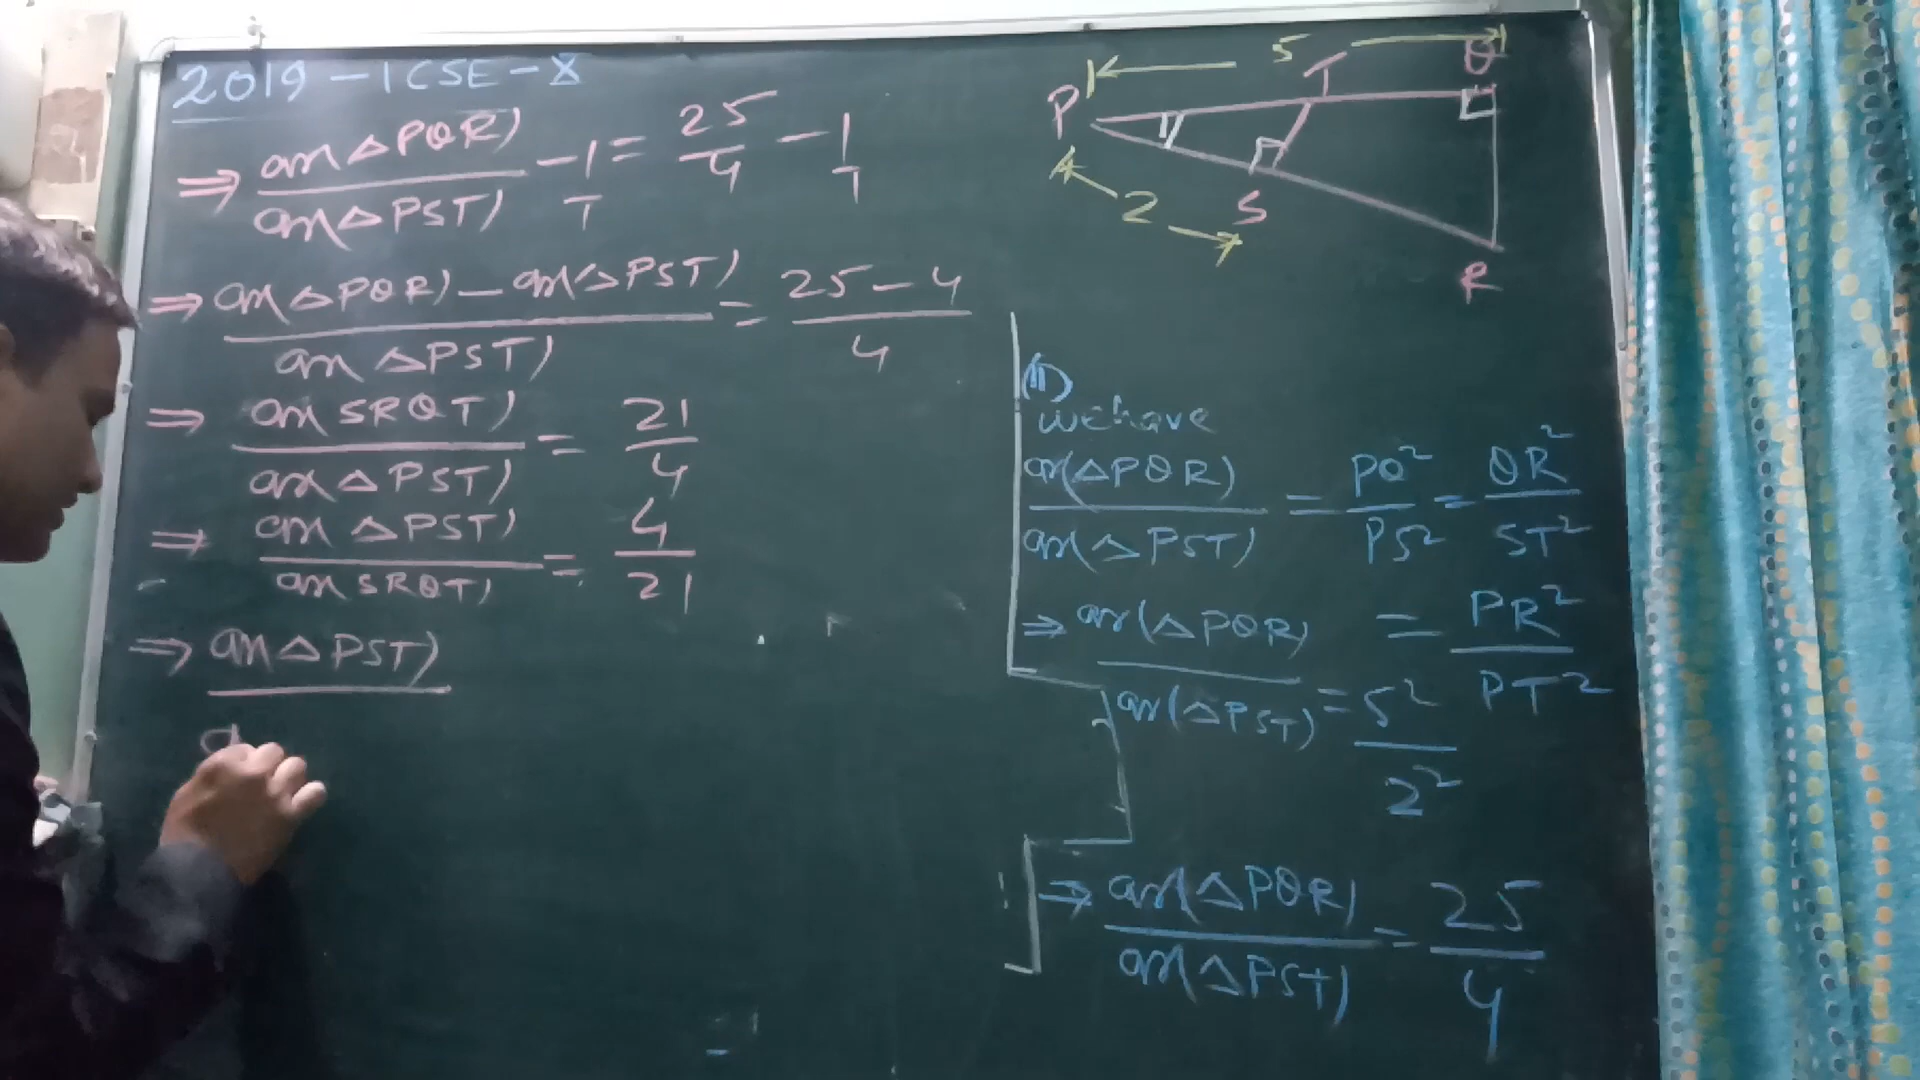 2019 - ICSE - X
⇒ ar(△PQR) / ar(△PST) - 1/1 = 25/4 - 1/1
⇒ ar(△PQR) - ar(△PST) / ar(△PST) = 25 - 4 / 4
⇒ ar(SRQT) / ar(△PST) = 21/4
⇒ ar(△PST) / ar(SRQT) = 4/21
⇒ ar(△PST)
5
P T Q
2 S
R
(II)
we have
ar(△PQR) / ar(△PST) = PQ² / PS² = QR² / ST²
⇒ ar(△PQR) / ar(△PST) = PR² / PT²
= 5² / 2²
⇒ ar(△PQR) / ar(△PST) = 25/4